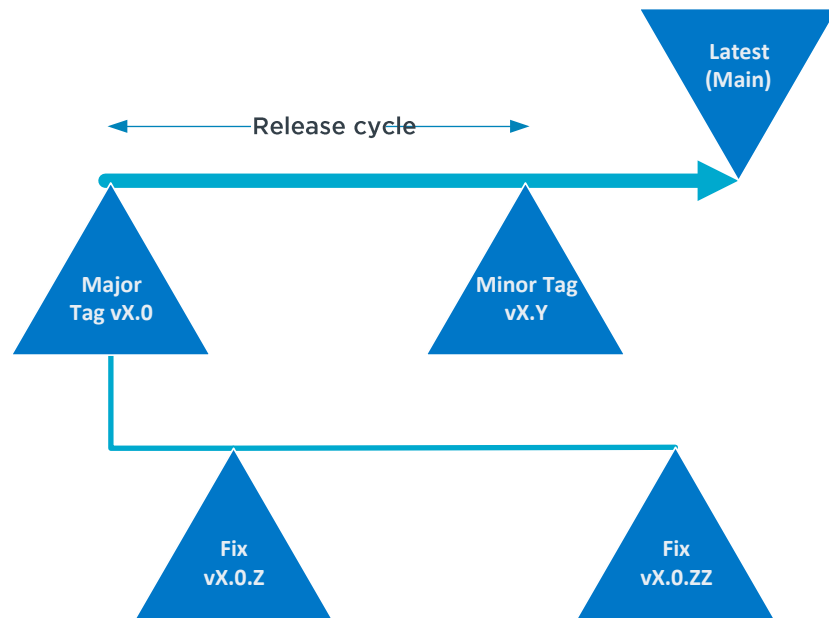 Latest
(Main)
Release cycle
Major
Tag vX.0
Minor Tag
vX.Y
Fix
vX.0.Z
Fix
vX.0.ZZ